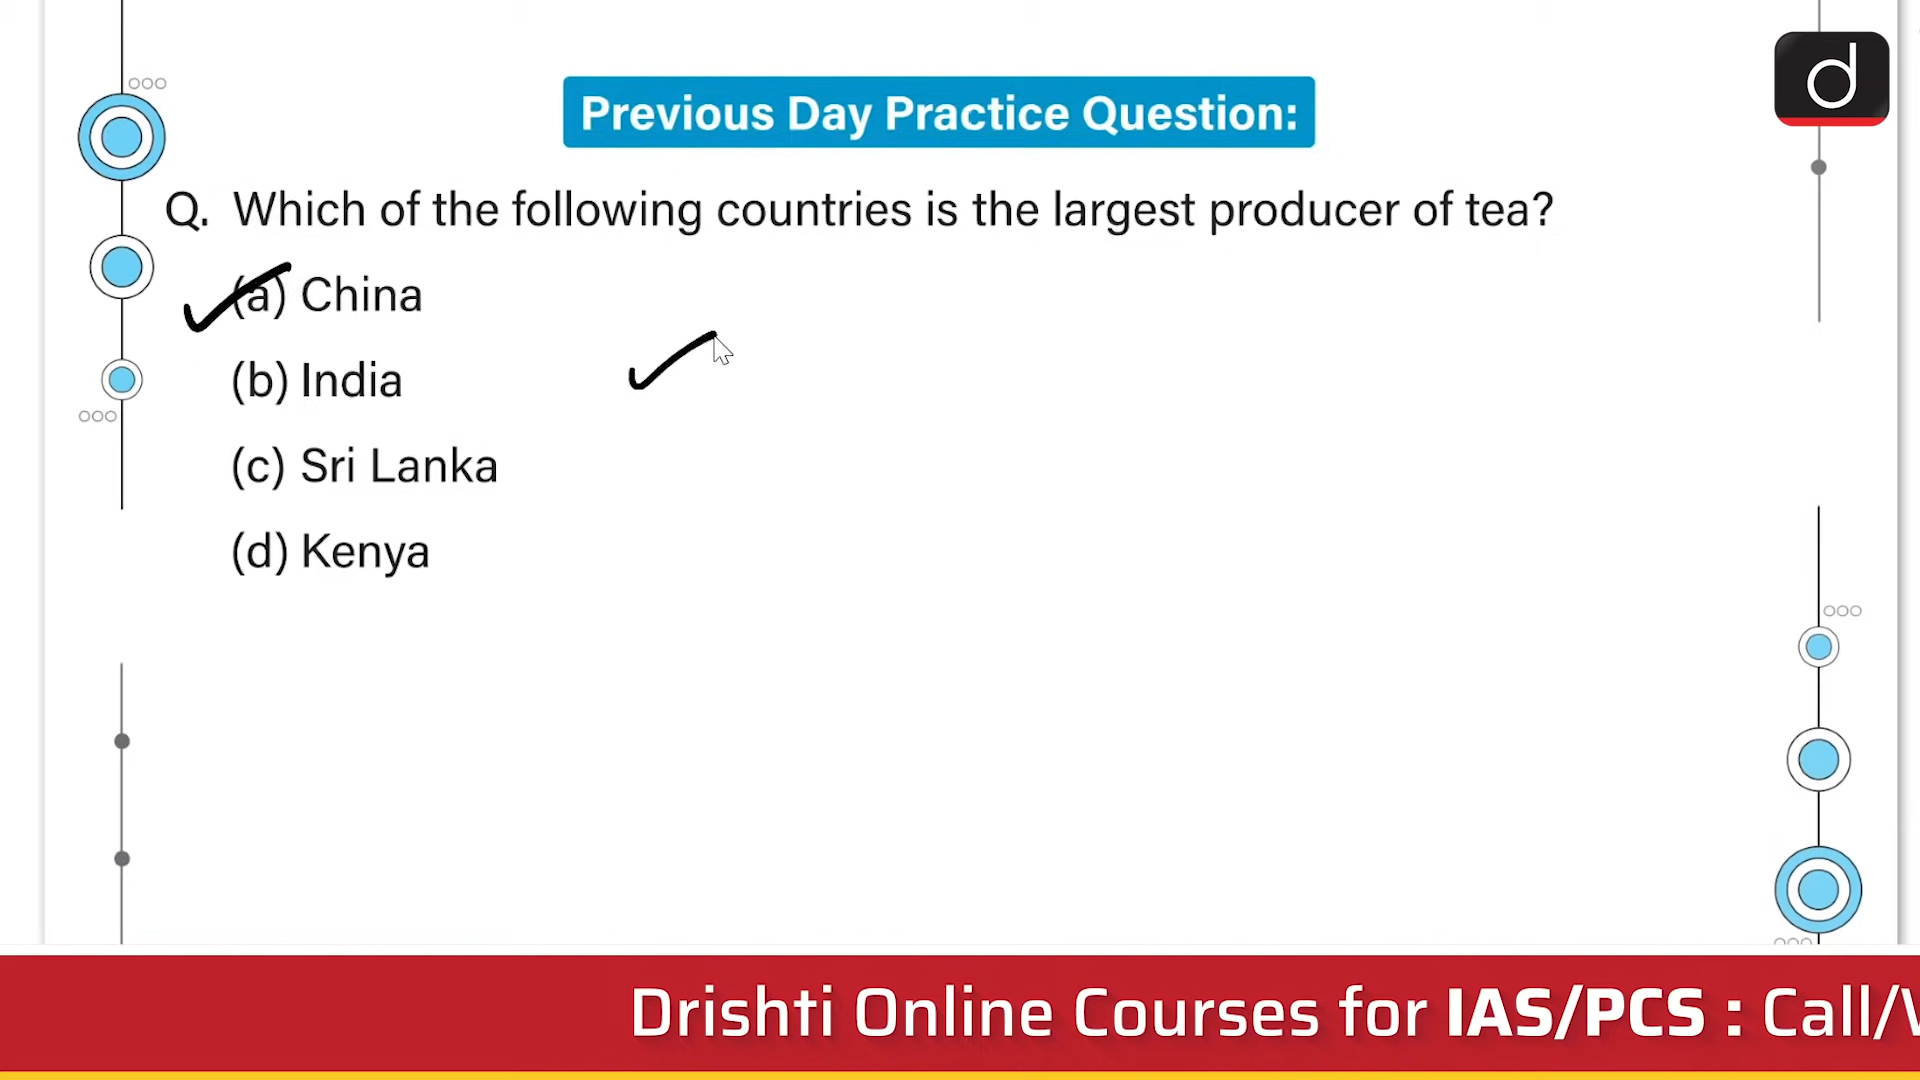 d
Previous Day Practice Question:
Q. Which of the following countries is the largest producer of tea?
(a) China
(b) India
(c) Sri Lanka
(d) Kenya
Drishti Online Courses for IAS/PCS : Call/